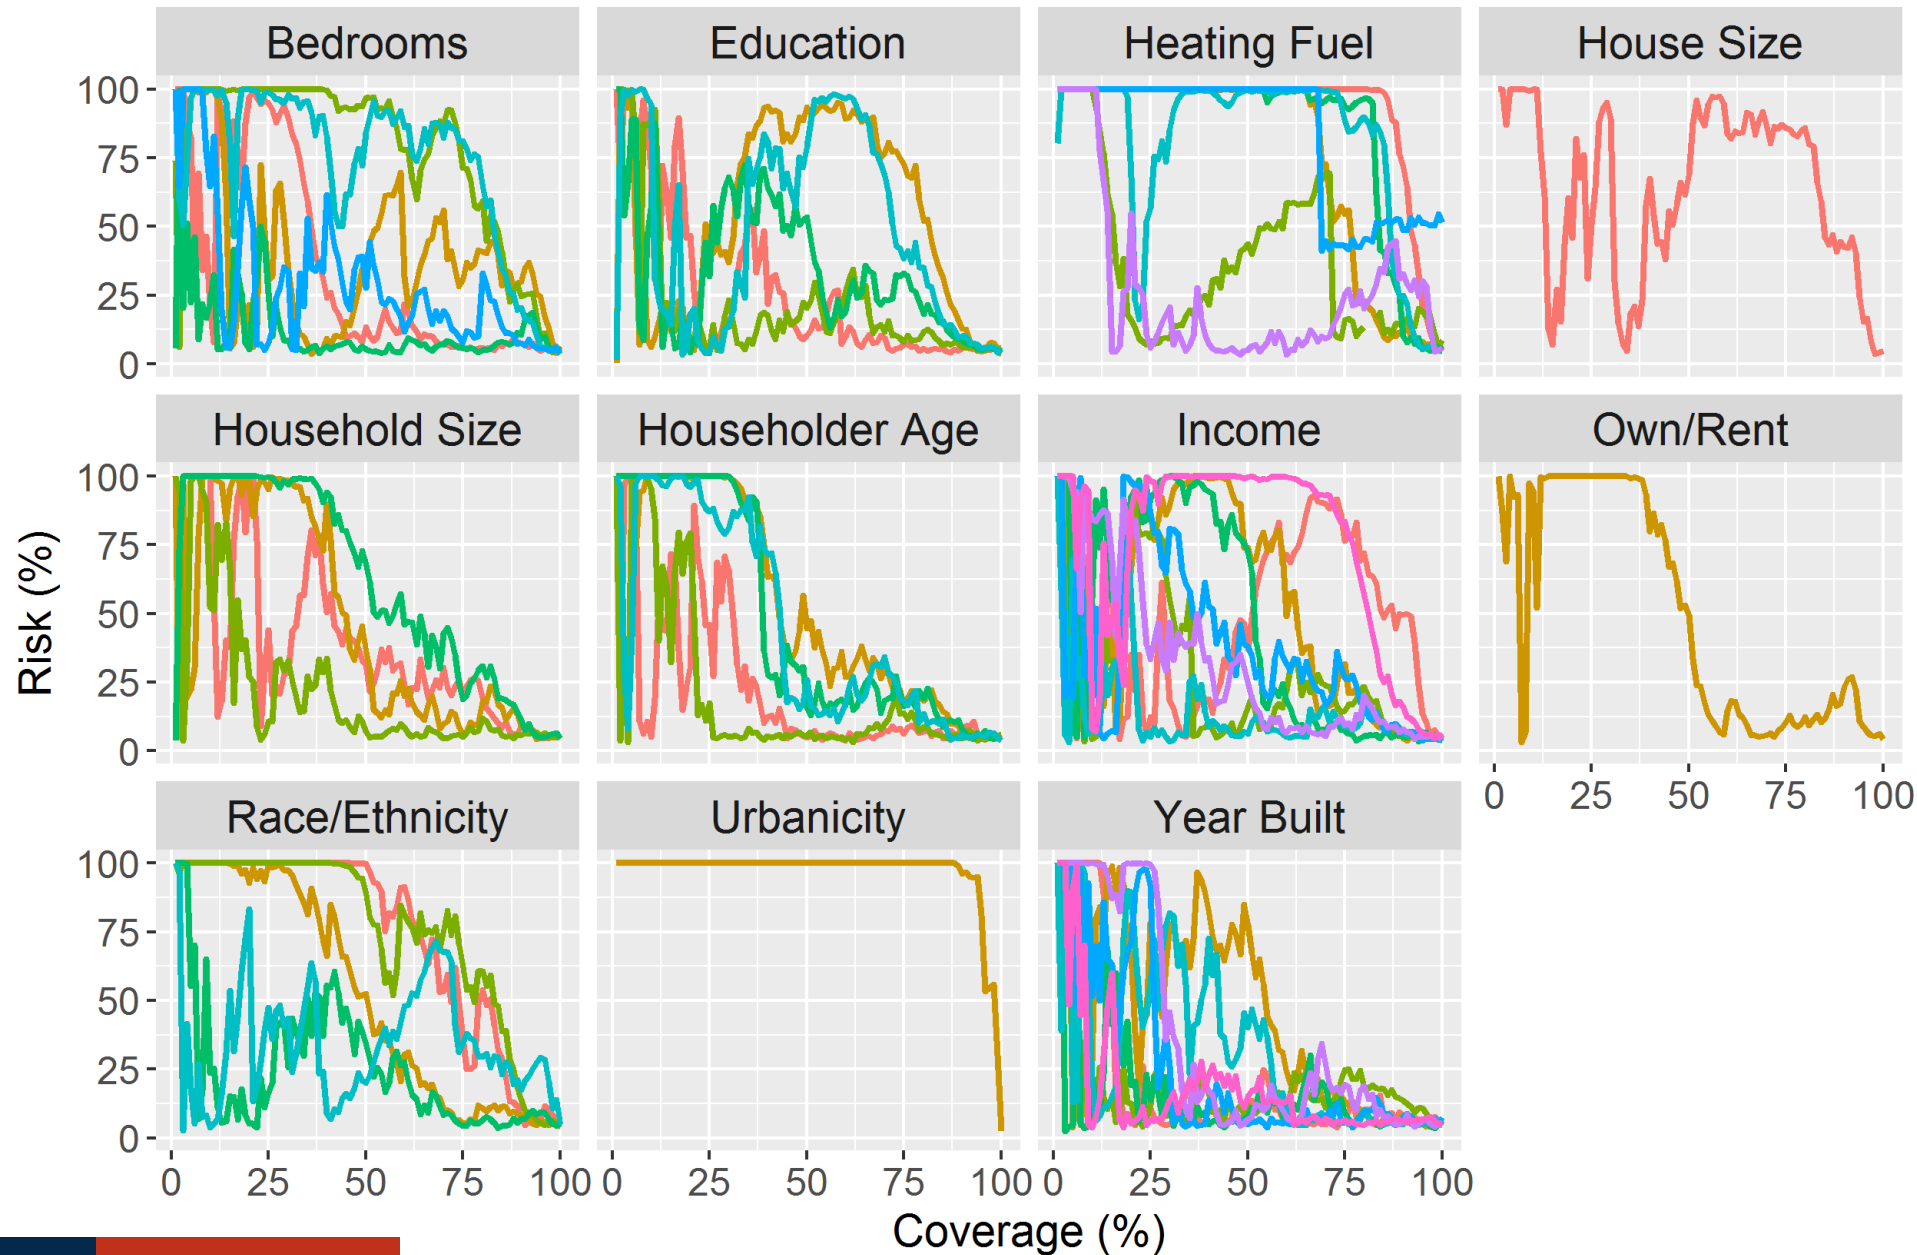 Bedrooms Education Heating Fuel House Size
100
75
50
25
0
Household Size Householder Age Income Own/Rent
100
75
50
25
0
0 25 50 75 100
Race/Ethnicity Urbanicity Year Built
100
75
50
25
0
0 25 50 75 100 0 25 50 75 100 0 25 50 75 100
Risk (%)
Coverage (%)